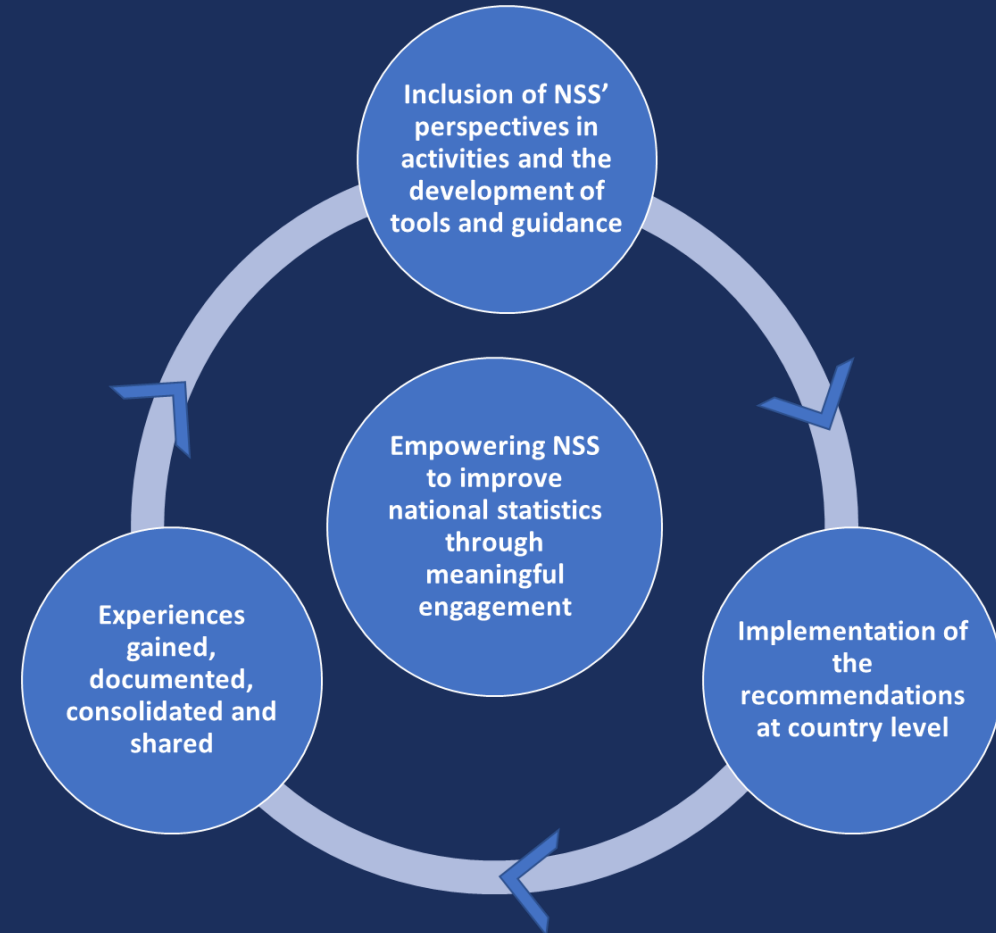 Inclusion of NSS’
perspectives in
activities and the
development of
tools and guidance
Empowering NSS
to improve
national statistics
through
meaningful
engagement
Experiences
gained,
documented,
consolidated and
shared
Implementation of
the
recommendations
at country level